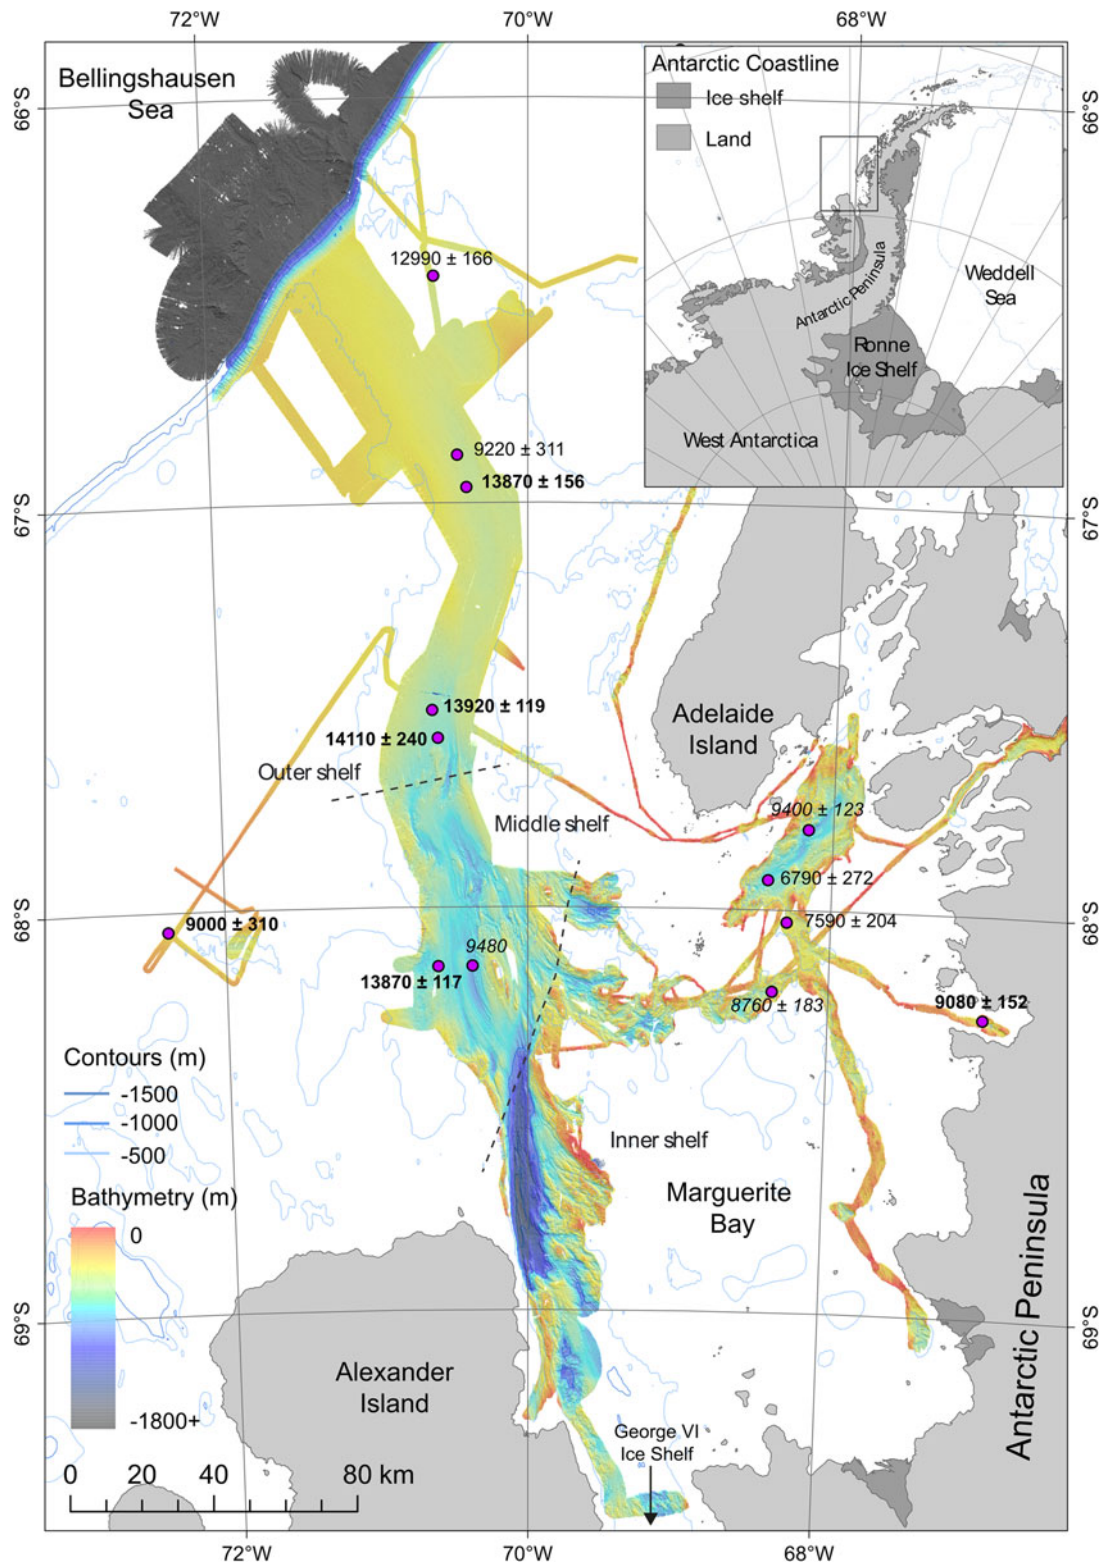 72°W
70°W
68°W
Bellingshausen
Sea
66°S
66°S
Antarctic Coastline
Ice shelf
Land
Weddell
Sea
Antarctic Peninsula
Ronne
Ice Shelf
West Antarctica
12990 ± 166
9220 ± 311
13870 ± 156
67°S
67°S
13920 ± 119
14110 ± 240
Outer shelf
Adelaide
Island
Middle shelf
9400 ± 123
6790 ± 272
68°S
68°S
9000 ± 310
7590 ± 204
9480
13870 ± 117
8760 ± 183
9080 ± 152
Contours (m)
-1500
-1000
-500
Inner shelf
Marguerite
Bay
Bathymetry (m)
0
-1800+
69°S
69°S
Antarctic Peninsula
Alexander
Island
George VI
Ice Shelf
0 20 40 80 km
72°W
70°W
68°W